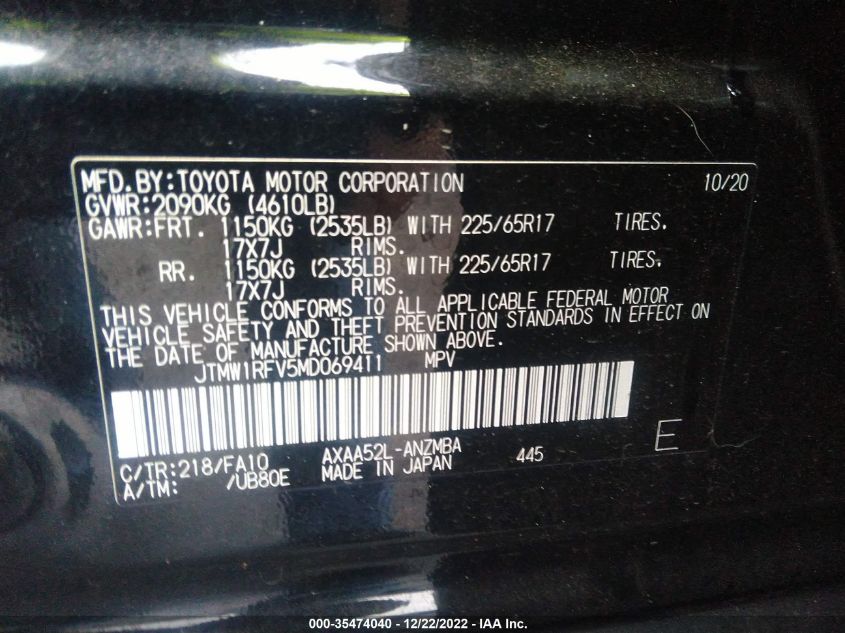 MFD.BY:TOYOTA MOTOR CORPORATION 10/20
GVWR:2090KG (4610LB)
GAWR:FRT. 1150KG (2535LB) WITH 225/65R17 TIRES.
17X7J RIMS.
RR. 1150KG (2535LB) WITH 225/65R17 TIRES.
17X7J RIMS.
THIS VEHICLE CONFORMS TO ALL APPLICABLE FEDERAL MOTOR
VEHICLE SAFETY AND THEFT PREVENTION STANDARDS IN EFFECT ON
THE DATE OF MANUFACTURE SHOWN ABOVE.
JTMW1RFV5MD069411 MPV
C/TR:218/FA10 AXAA52L-ANZMBA 445 E
A/TM: /UB80E MADE IN JAPAN
000-35474040 - 12/22/2022 - IAA Inc.